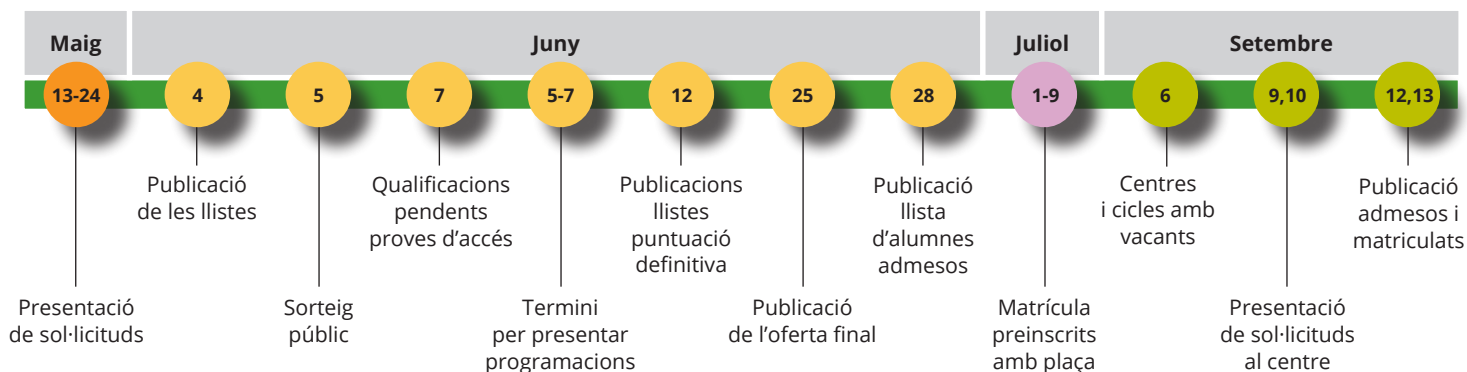 Maig
Juny
Juliol
Setembre
13-24
4
5
7
5-7
12
25
28
1-9
6
9,10
12,13
Publicació
de les llistes
Qualificacions
pendents
proves d’accés
Publicacions
llistes
puntuació
definitiva
Publicació
llista
d’alumnes
admesos
Centres
i cicles amb
vacants
Publicació
admesos i
matriculats
Presentació
de sol·licituds
Sorteig
públic
Termini
per presentar
programacions
Publicació
de l’oferta final
Matrícula
preinscrits
amb plaça
Presentació
de sol·licituds
al centre